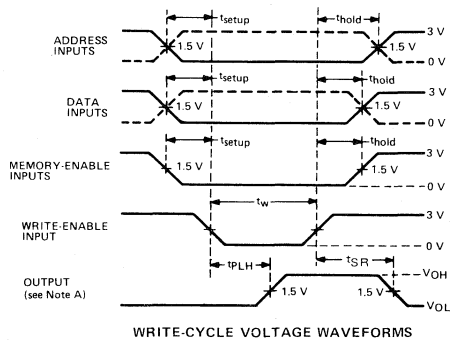 tsetup thold
ADDRESS INPUTS 1.5 V 1.5 V 3 V 0 V
tsetup thold
DATA INPUTS 1.5 V 1.5 V 3 V 0 V
tsetup thold
MEMORY-ENABLE INPUTS 1.5 V 1.5 V 3 V 0 V
tw
WRITE-ENABLE INPUT 3 V 0 V
tPLH tSR
OUTPUT (see Note A) 1.5 V 1.5 V VOH VOL
WRITE-CYCLE VOLTAGE WAVEFORMS